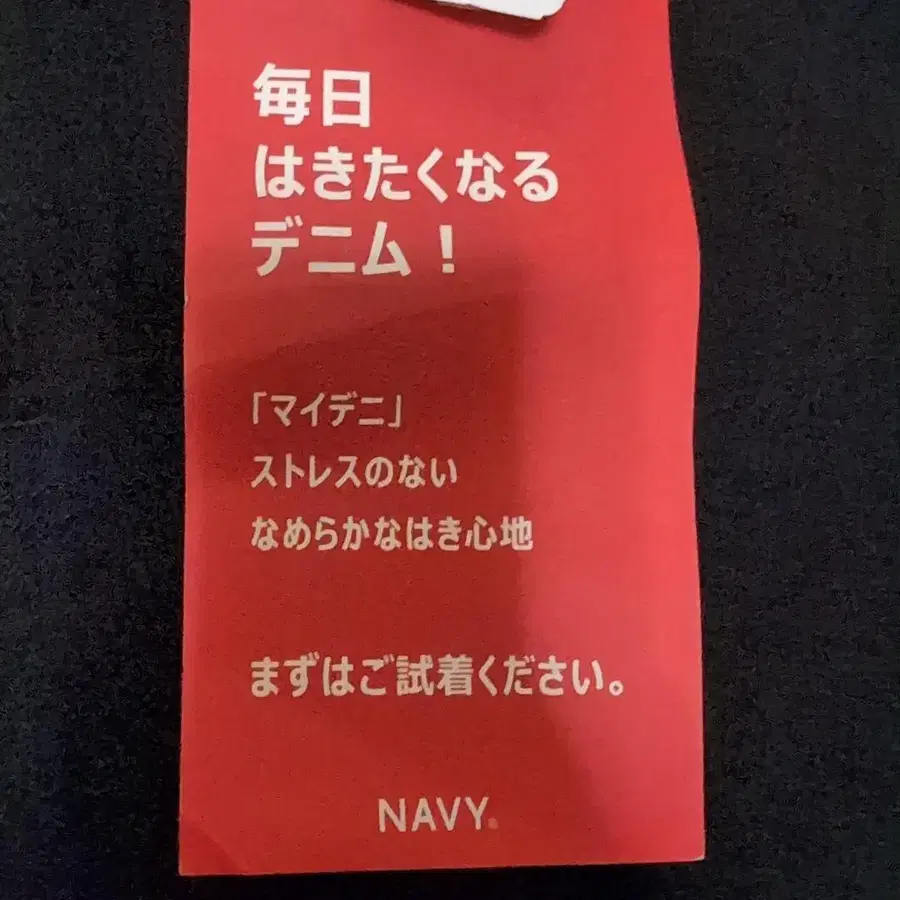 毎日
はきたくなる
デニム！
「マイデニ」
ストレスのない
なめらかなはき心地
まずはご試着ください。
NAVY.